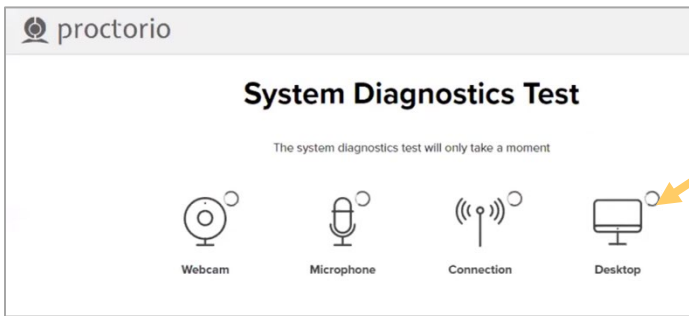 proctorio
System Diagnostics Test
The system diagnostics test will only take a moment
Webcam
Microphone
Connection
Desktop